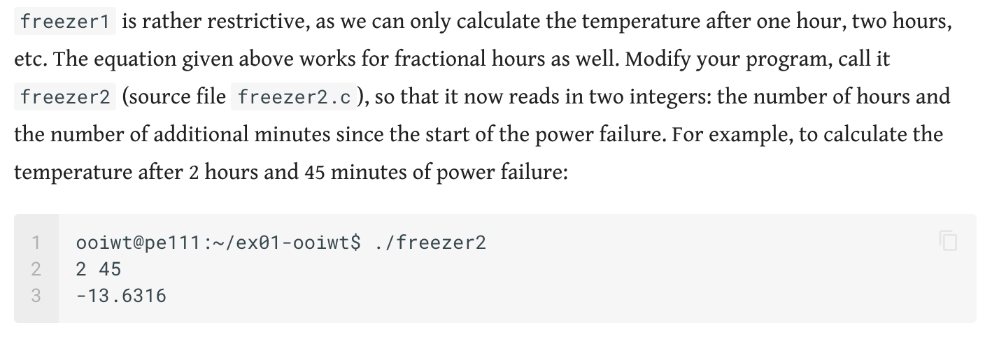 freezer1 is rather restrictive, as we can only calculate the temperature after one hour, two hours,
etc. The equation given above works for fractional hours as well. Modify your program, call it
freezer2 (source file freezer2.c), so that it now reads in two integers: the number of hours and
the number of additional minutes since the start of the power failure. For example, to calculate the
temperature after 2 hours and 45 minutes of power failure:
1 ooiwt@pe111:~/ex01-ooiwt$ ./freezer2
2 2 45
3 -13.6316